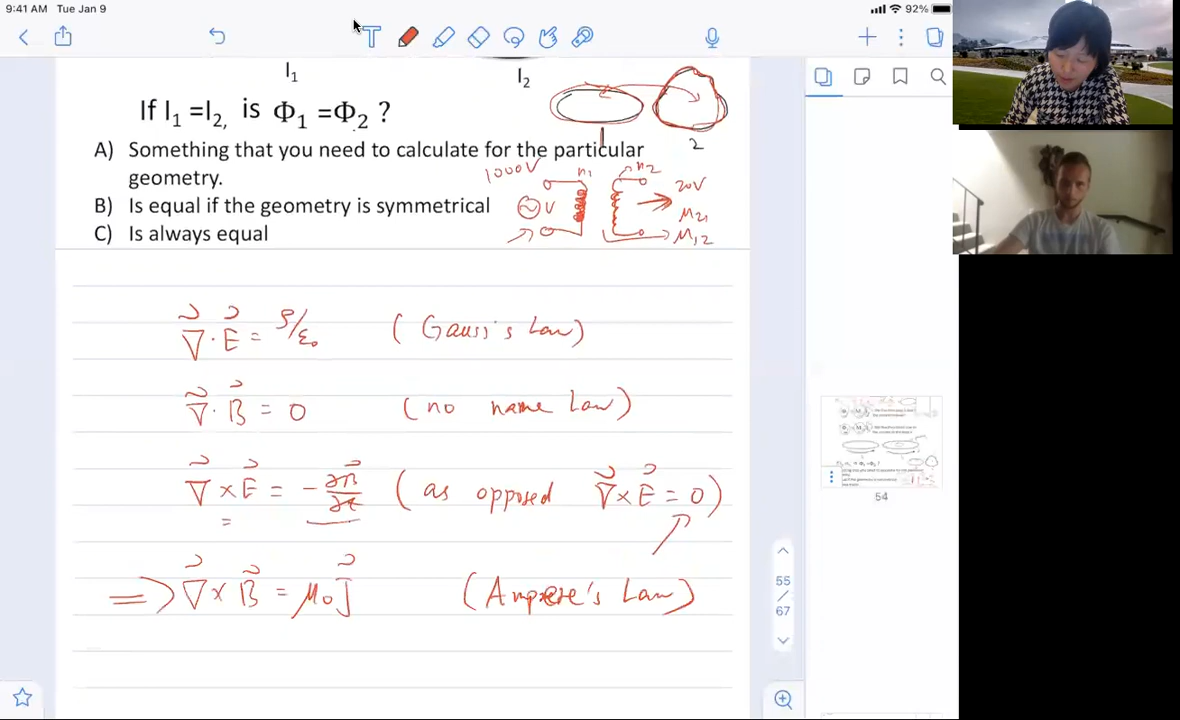 9:41 AM Tue Jan 9
92%
T
I₁
I₂
If I₁ =I₂, is Φ₁ =Φ₂ ?
1
2
A) Something that you need to calculate for the particular
geometry.
B) Is equal if the geometry is symmetrical
C) Is always equal
1000V
n1
n2
V
20V
M21
M12
∇⃗ · E⃗ = ρ/ε₀ (Gauss's Law)
∇⃗ · B⃗ = 0 (no name Law)
∇⃗ × E⃗ = - ∂B⃗/∂t (as opposed ∇⃗ × E⃗ = 0)
=> ∇⃗ × B⃗ = μ₀ J⃗ (Ampere's Law)
54
55
/
67